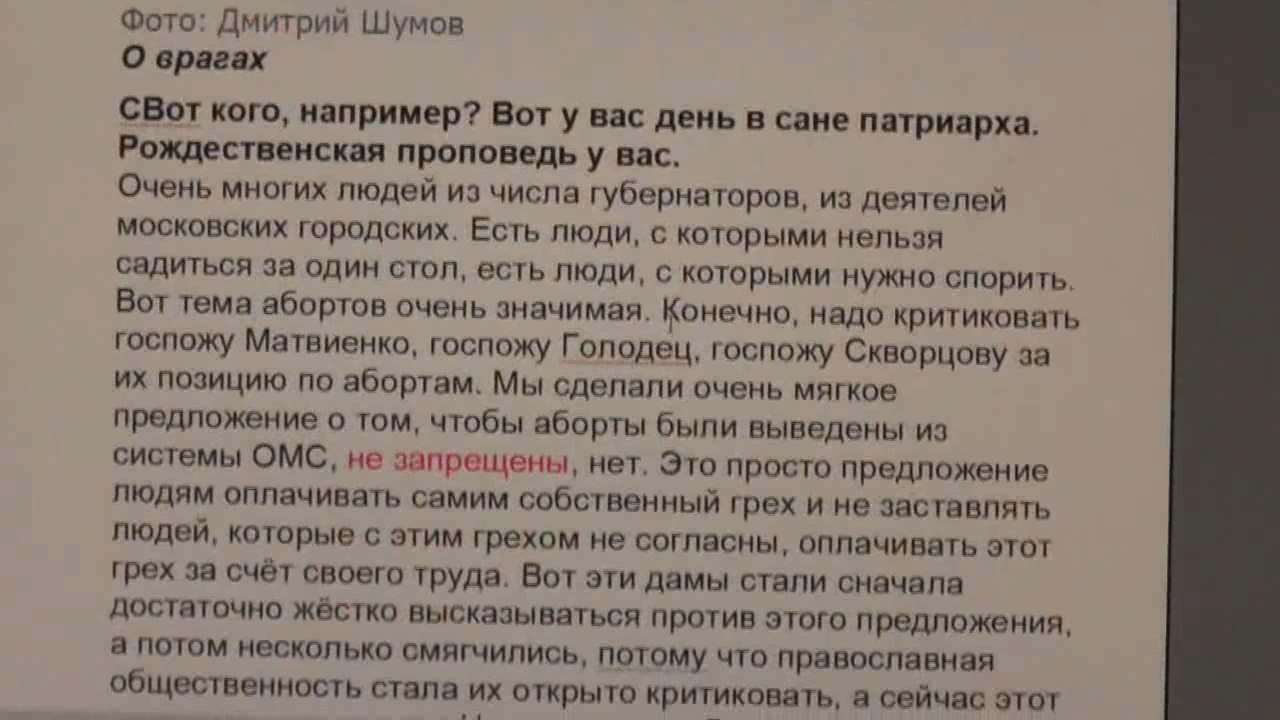 Фото: Дмитрий Шумов
О врагах
СВот кого, например? Вот у вас день в сане патриарха.
Рождественская проповедь у вас.
Очень многих людей из числа губернаторов, из деятелей
московских городских. Есть люди, с которыми нельзя
садиться за один стол, есть люди, с которыми нужно спорить.
Вот тема абортов очень значимая. Конечно, надо критиковать
госпожу Матвиенко, госпожу Голодец, госпожу Скворцову за
их позицию по абортам. Мы сделали очень мягкое
предложение о том, чтобы аборты были выведены из
системы ОМС, не запрещены, нет. Это просто предложение
людям оплачивать самим собственный грех и не заставлять
людей, которые с этим грехом не согласны, оплачивать этот
грех за счёт своего труда. Вот эти дамы стали сначала
достаточно жёстко высказываться против этого предложения,
а потом несколько смягчились, потому что православная
общественность стала их открыто критиковать, а сейчас этот